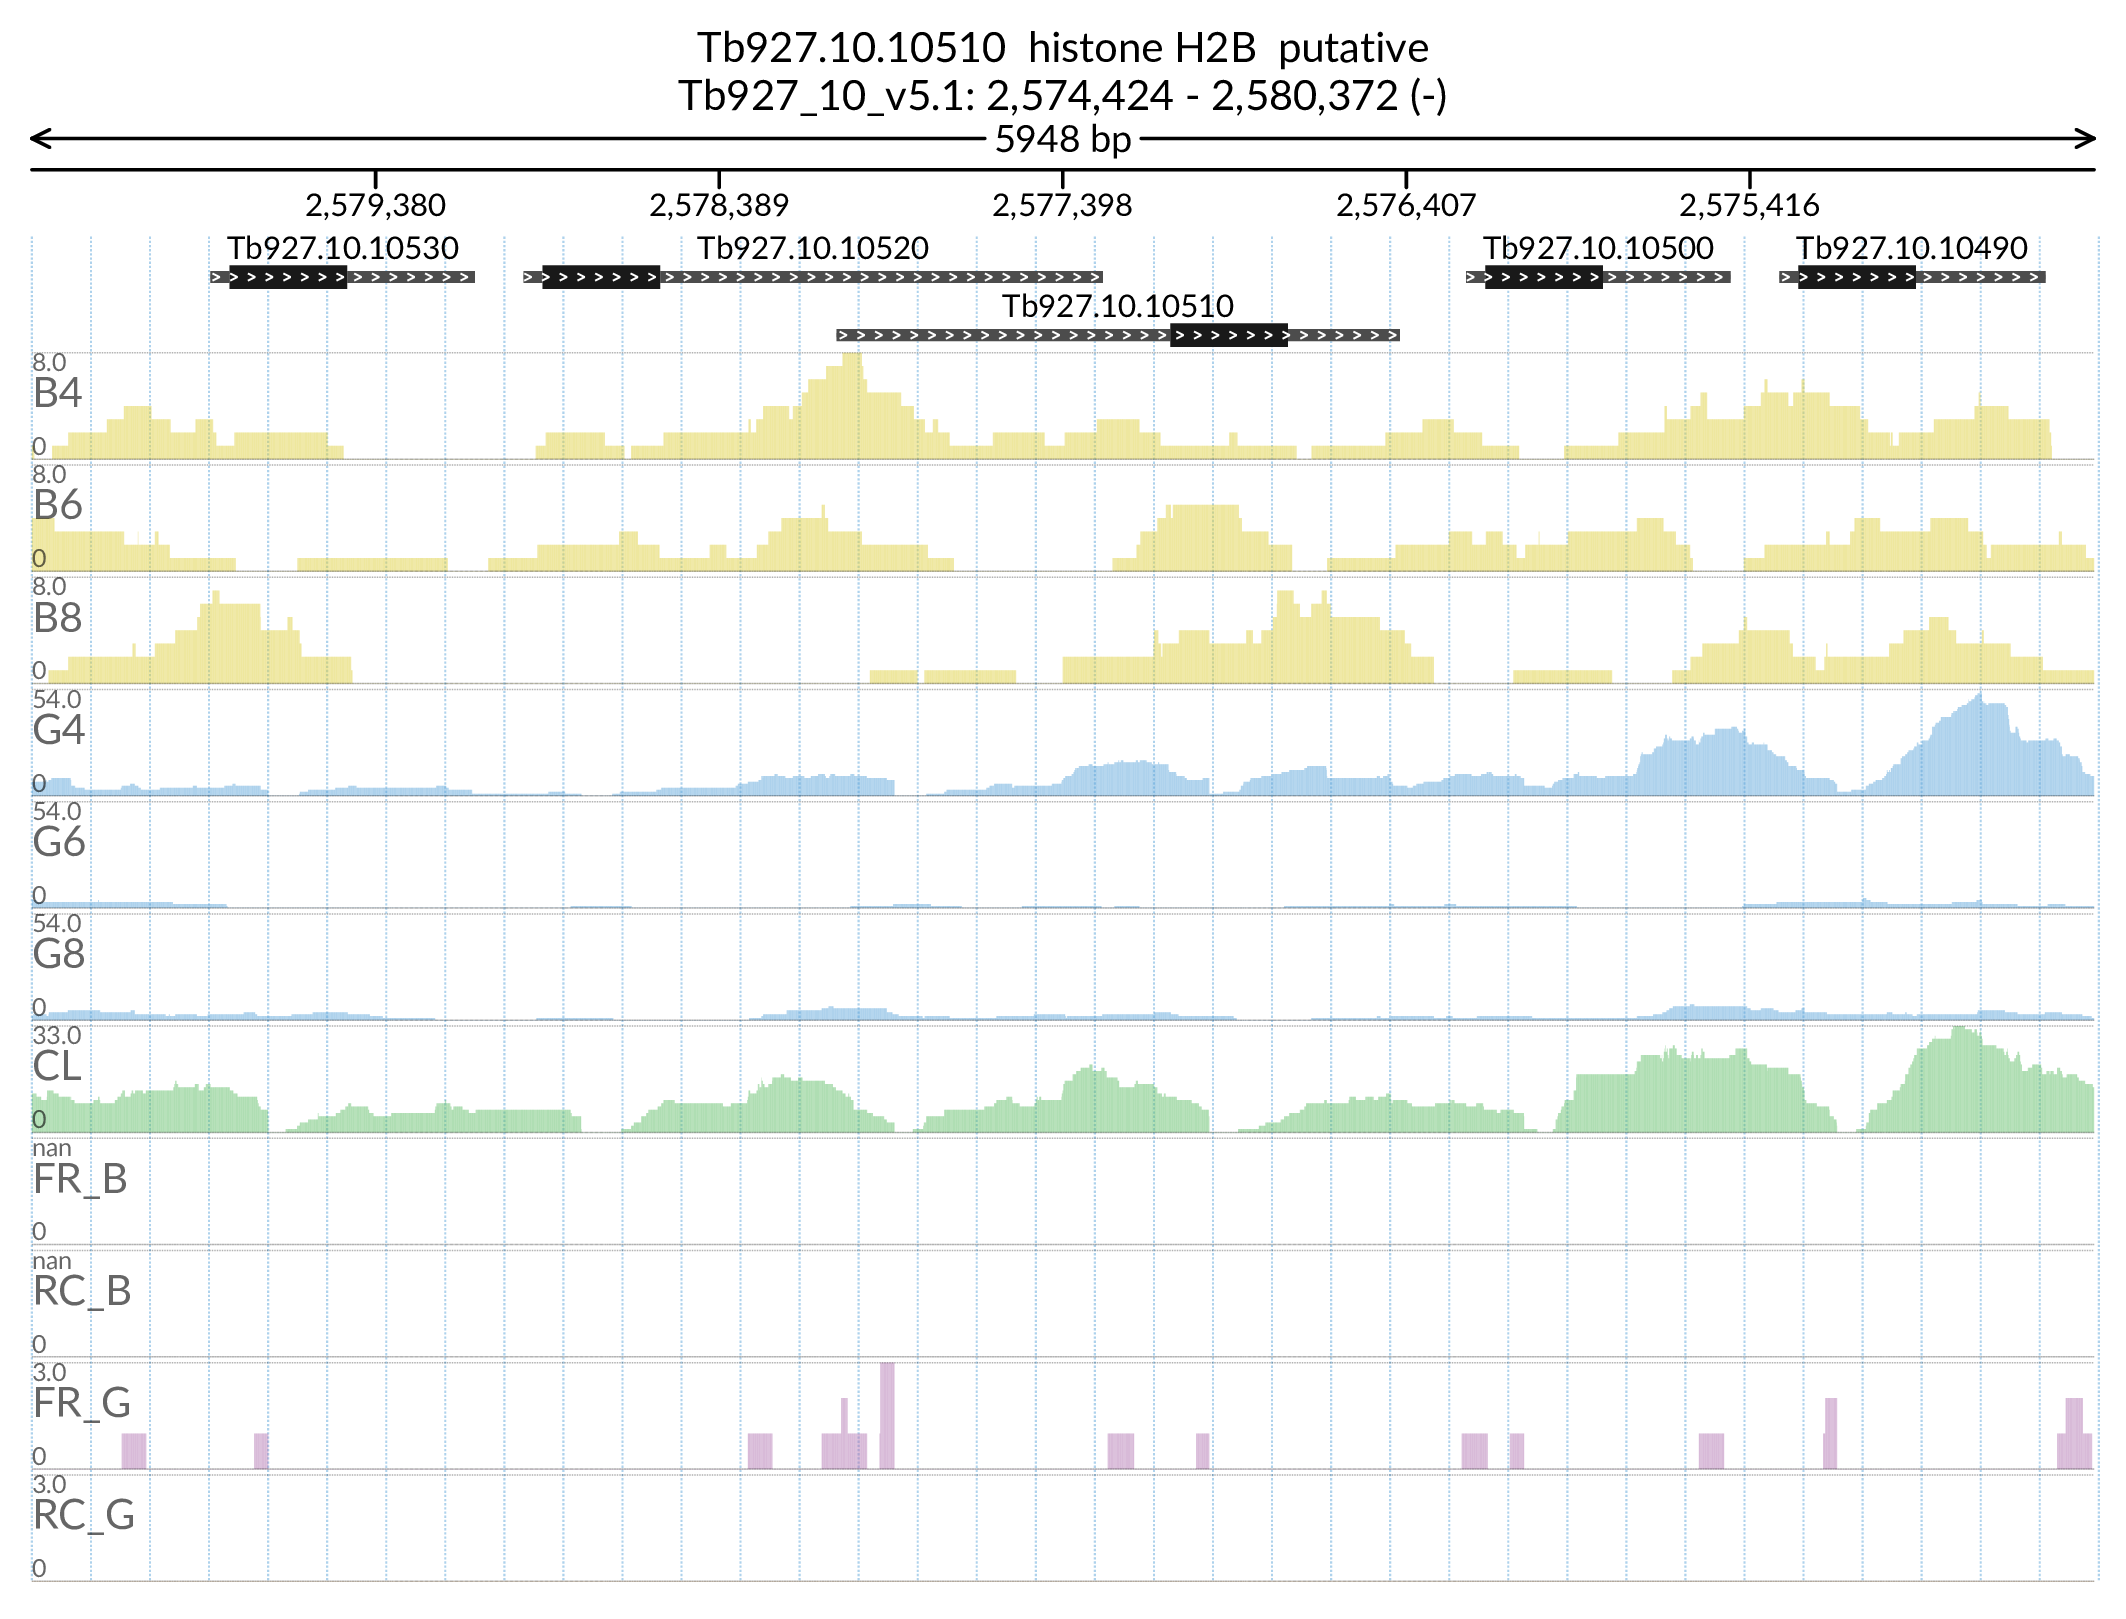 Tb927.10.10510  histone H2B  putative
Tb927_10_v5.1: 2,574,424 - 2,580,372 (-)
5948 bp
2,579,380 2,578,389 2,577,398 2,576,407 2,575,416
Tb927.10.10530 Tb927.10.10520 Tb927.10.10500 Tb927.10.10490
Tb927.10.10510
8.0
B4
0
8.0
B6
0
8.0
B8
0
54.0
G4
0
54.0
G6
0
54.0
G8
0
33.0
CL
0
nan
FR_B
0
nan
RC_B
0
3.0
FR_G
0
3.0
RC_G
0